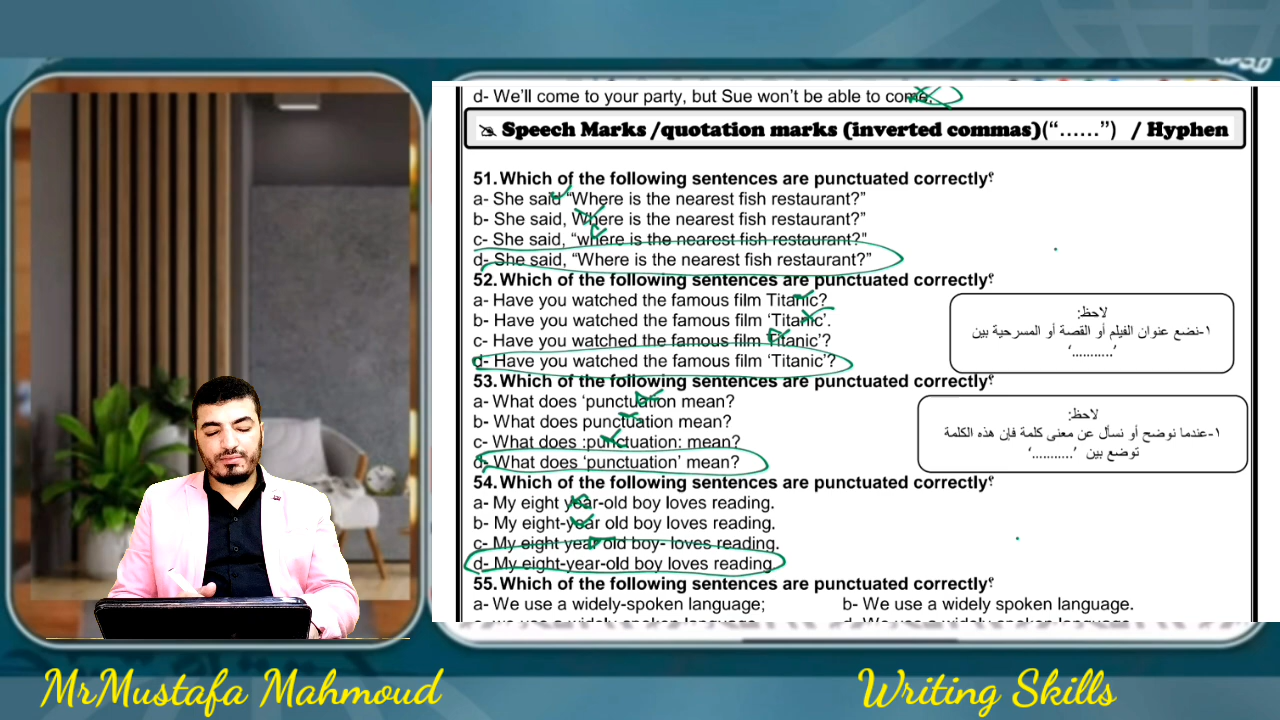 d- We'll come to your party, but Sue won't be able to come.
Speech Marks /quotation marks (inverted commas)(“......”) / Hyphen
51.Which of the following sentences are punctuated correctly؟
a- She said “Where is the nearest fish restaurant?”
b- She said, Where is the nearest fish restaurant?”
c- She said, “where is the nearest fish restaurant?”
d- She said, “Where is the nearest fish restaurant?”
52.Which of the following sentences are punctuated correctly؟
a- Have you watched the famous film Titanic?
b- Have you watched the famous film ‘Titanic’.
c- Have you watched the famous film Titanic’?
d- Have you watched the famous film ‘Titanic’?
لاحظ:
١-نضع عنوان الفيلم أو القصة أو المسرحية بين
‘...........’
53.Which of the following sentences are punctuated correctly؟
a- What does ‘punctuation mean?
b- What does punctuation mean?
c- What does :punctuation: mean?
d- What does ‘punctuation’ mean?
لاحظ:
١-عندما نوضح أو نسأل عن معنى كلمة فإن هذه الكلمة
توضع بين ‘...........’
54.Which of the following sentences are punctuated correctly؟
a- My eight year-old boy loves reading.
b- My eight-year old boy loves reading.
c- My eight year old boy- loves reading.
d- My eight-year-old boy loves reading.
55.Which of the following sentences are punctuated correctly؟
a- We use a widely-spoken language; b- We use a widely spoken language.
MrMustafa Mahmoud
Writing Skills